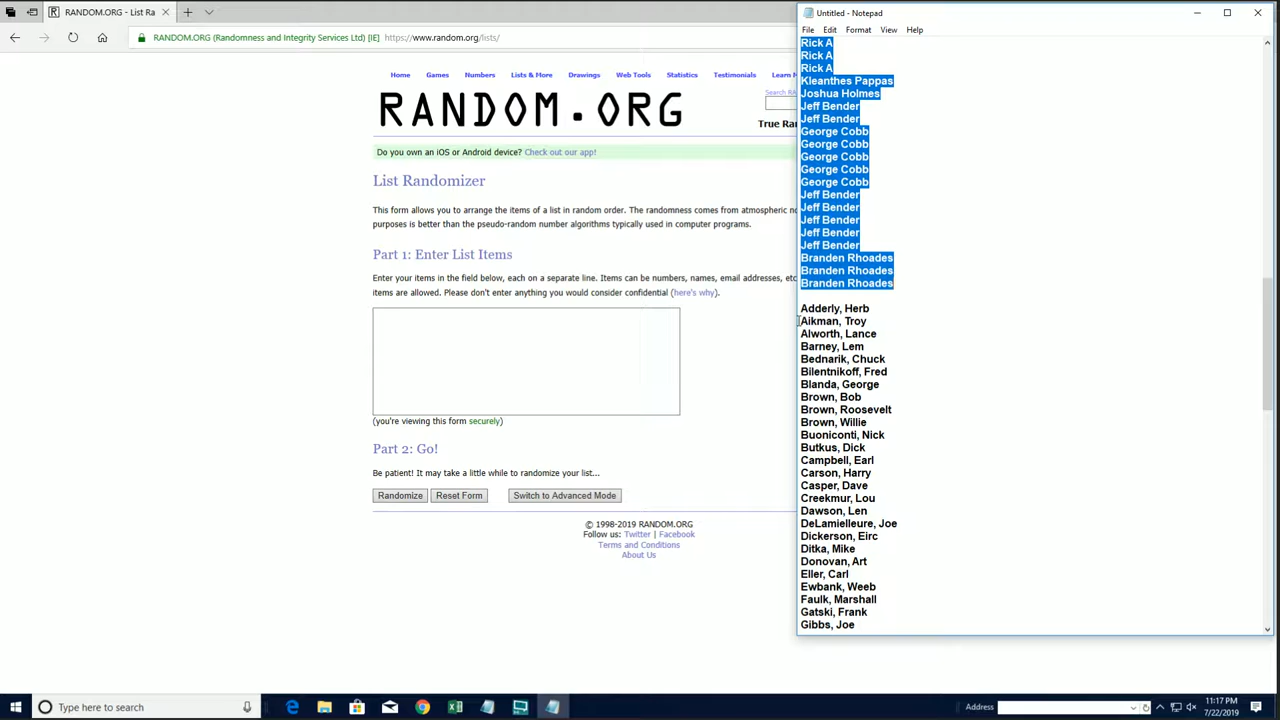 RANDOM.ORG - List Ra
Untitled - Notepad
RANDOM.ORG (Randomness and Integrity Services Ltd) [IE]
https://www.random.org/lists/
File Edit Format View Help
Home Games Numbers Lists & More Drawings Web Tools Statistics Testimonials Learn M
Search RA
RANDOM.ORG
True Ra
Do you own an iOS or Android device? Check out our app!
List Randomizer
This form allows you to arrange the items of a list in random order. The randomness comes from atmospheric no
purposes is better than the pseudo-random number algorithms typically used in computer programs.
Part 1: Enter List Items
Enter your items in the field below, each on a separate line. Items can be numbers, names, email addresses, etc
items are allowed. Please don't enter anything you would consider confidential (here's why).
(you're viewing this form securely)
Part 2: Go!
Be patient! It may take a little while to randomize your list...
Randomize Reset Form Switch to Advanced Mode
© 1998-2019 RANDOM.ORG
Follow us: Twitter | Facebook
Terms and Conditions
About Us
Rick A
Rick A
Rick A
Kleanthes Pappas
Joshua Holmes
Jeff Bender
Jeff Bender
George Cobb
George Cobb
George Cobb
George Cobb
George Cobb
Jeff Bender
Jeff Bender
Jeff Bender
Jeff Bender
Jeff Bender
Branden Rhoades
Branden Rhoades
Branden Rhoades
Adderly, Herb
Aikman, Troy
Alworth, Lance
Barney, Lem
Bednarik, Chuck
Bilentnikoff, Fred
Blanda, George
Brown, Bob
Brown, Roosevelt
Brown, Willie
Buoniconti, Nick
Butkus, Dick
Campbell, Earl
Carson, Harry
Casper, Dave
Creekmur, Lou
Dawson, Len
DeLamielleure, Joe
Dickerson, Eirc
Ditka, Mike
Donovan, Art
Eller, Carl
Ewbank, Weeb
Faulk, Marshall
Gatski, Frank
Gibbs, Joe
Type here to search
Address
11:17 PM
7/22/2019